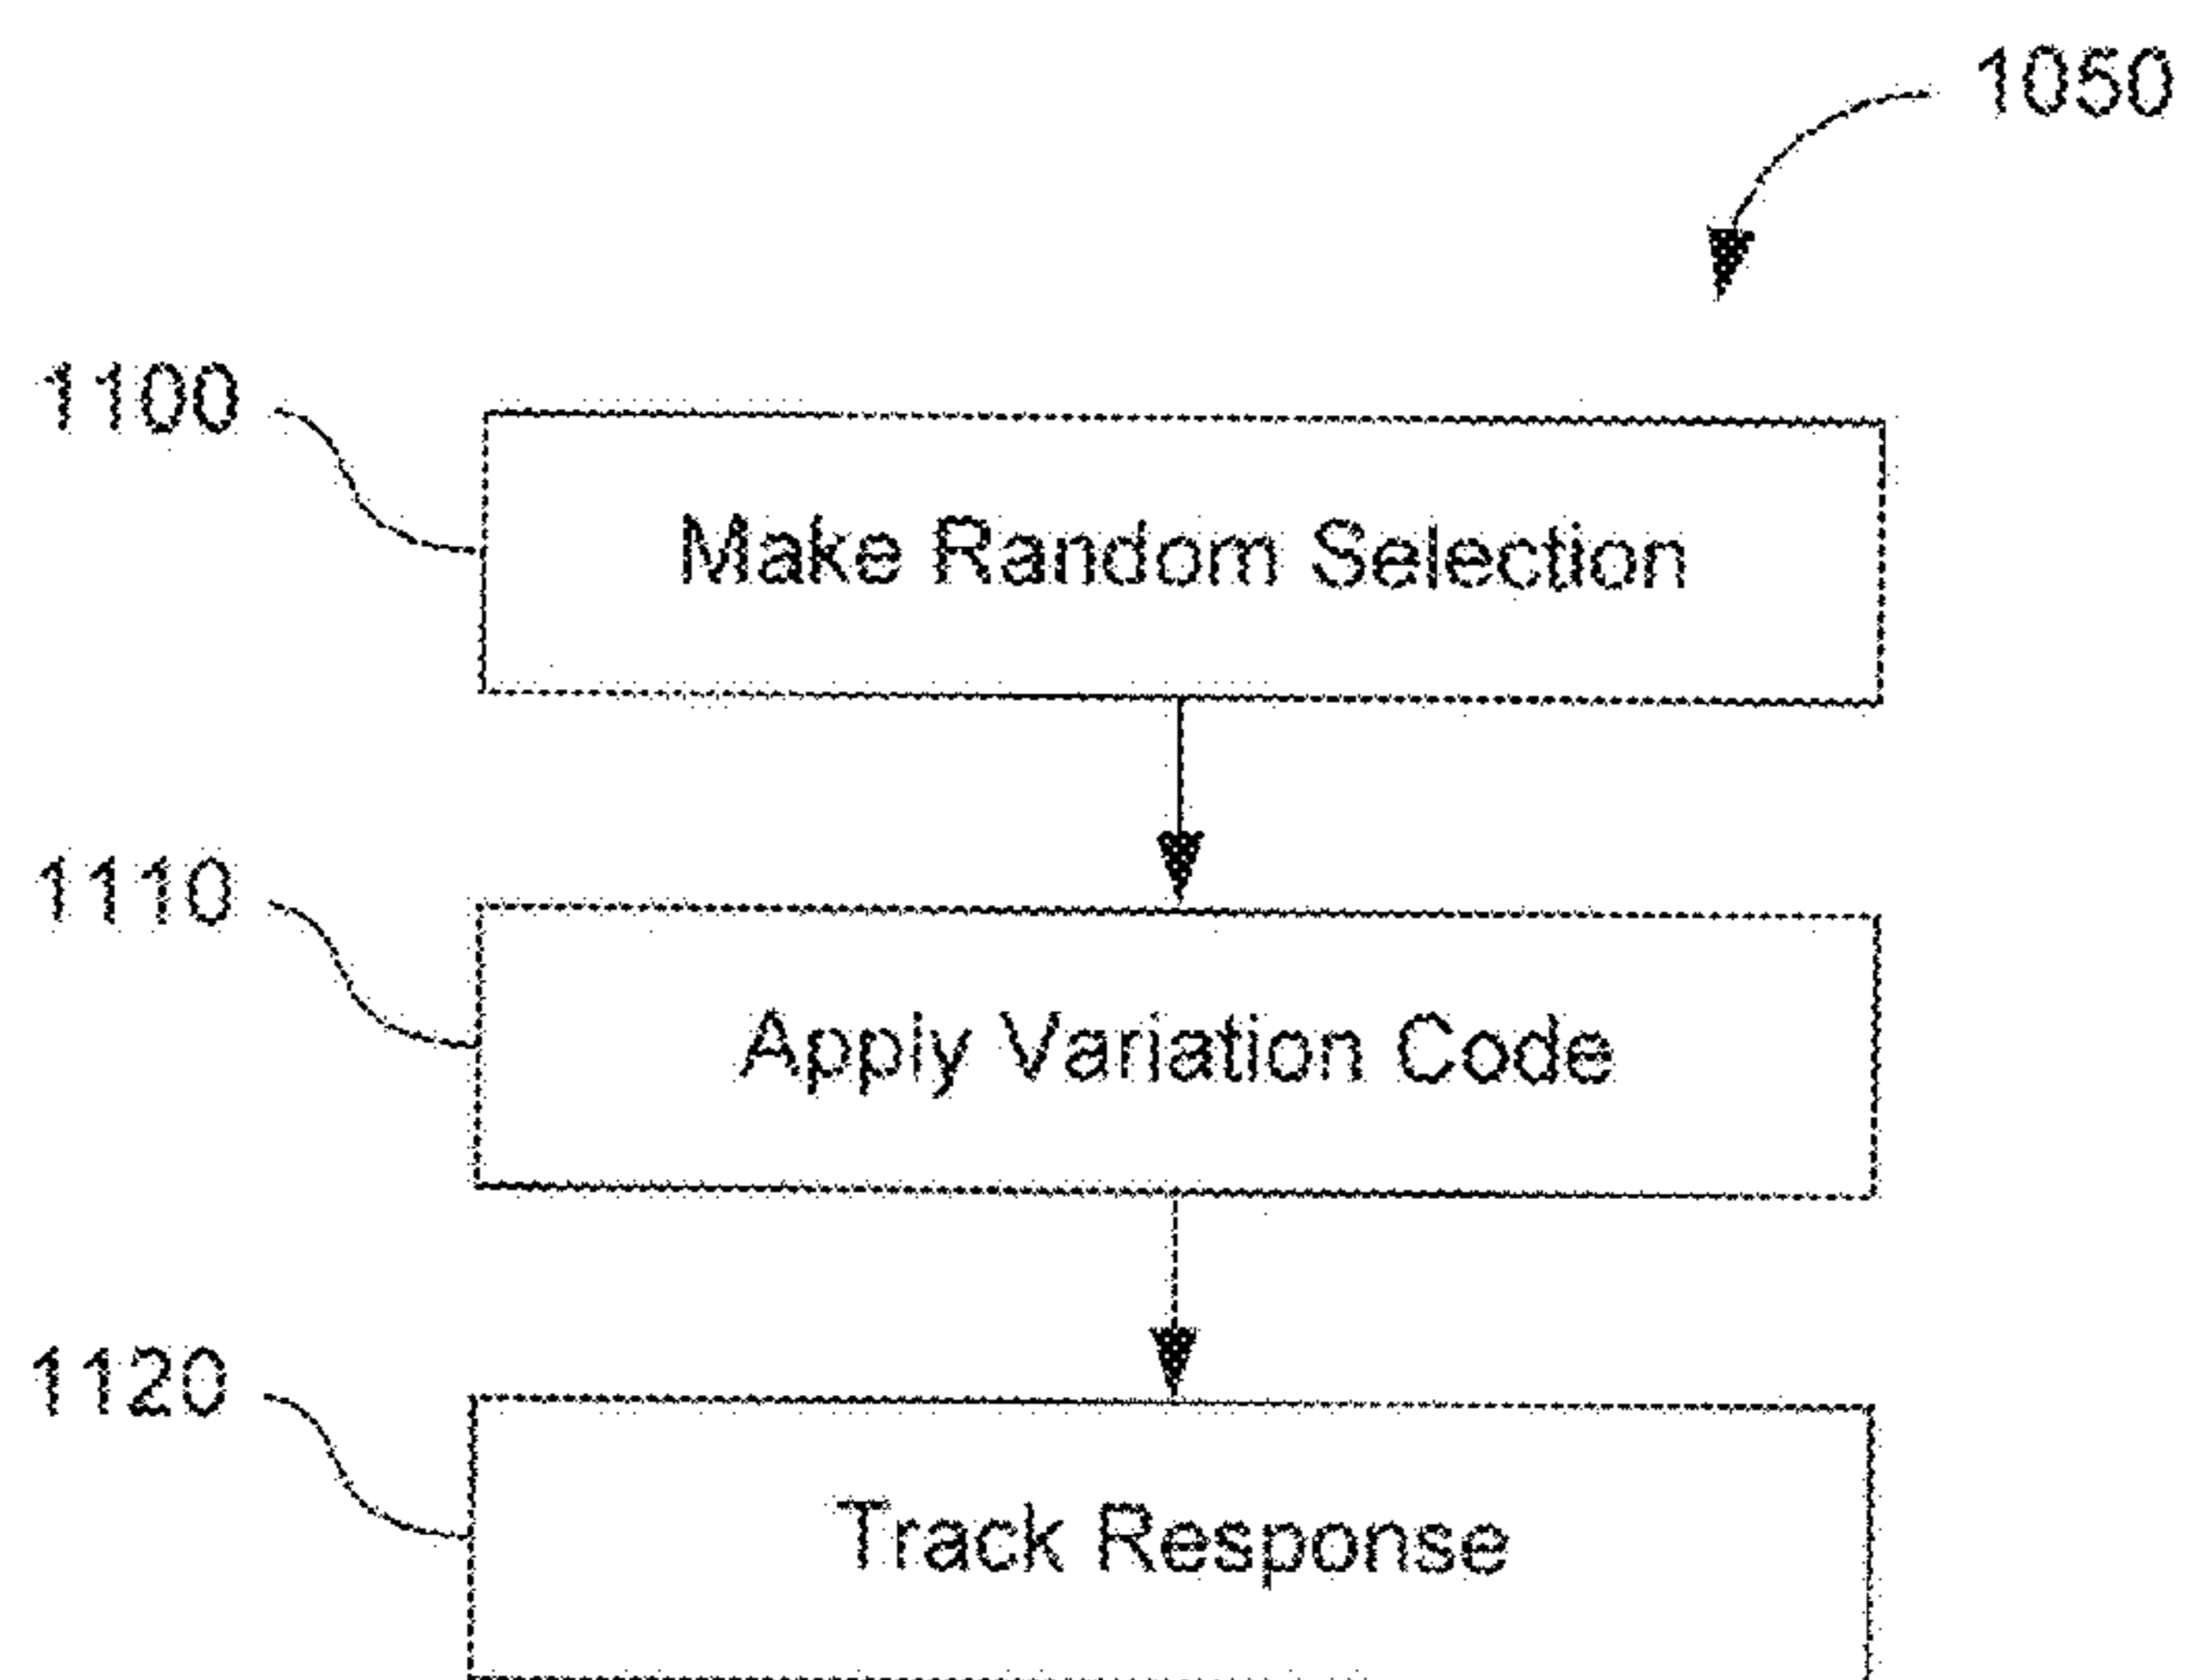 1050
1100
Make Random Selection
1110
Apply Variation Code
1120
Track Response